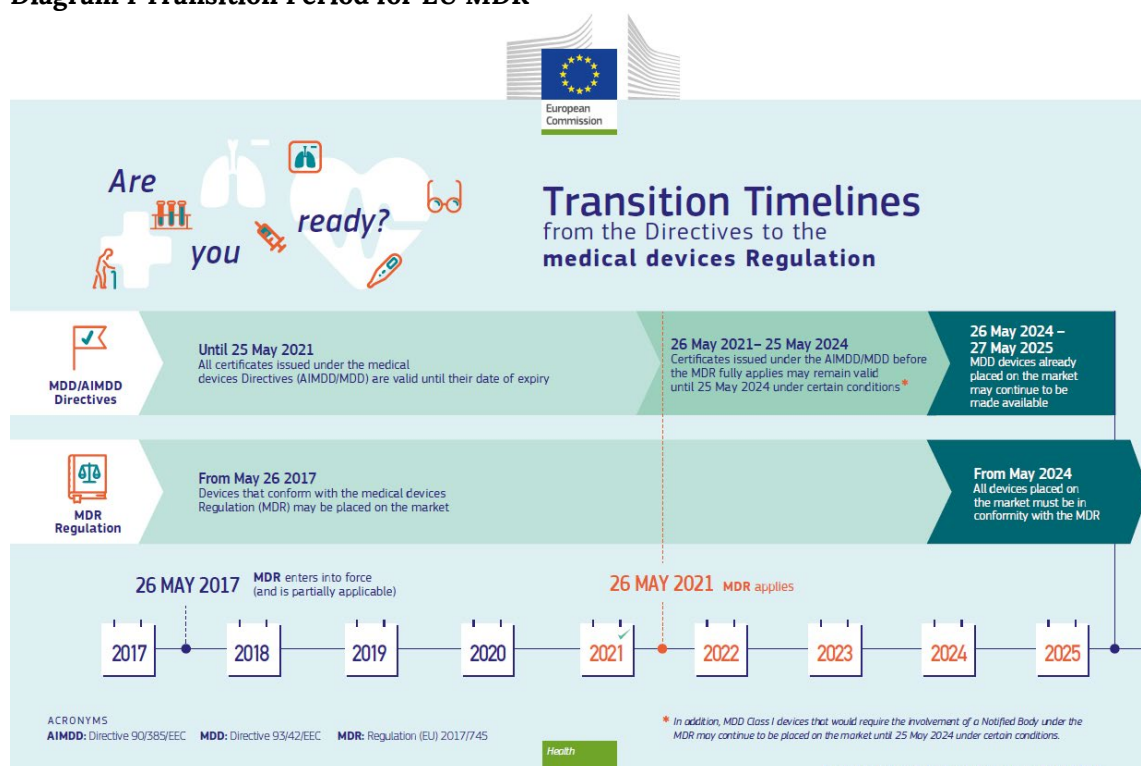 Diagram 1 Transition Period for EU MDR
European
Commission
Are
you
ready?
Transition Timelines
from the Directives to the
medical devices Regulation
MDD/AIMDD
Directives
Until 25 May 2021
All certificates issued under the medical
devices Directives (AIMDD/MDD) are valid until their date of expiry
26 May 2021– 25 May 2024
Certificates issued under the AIMDD/MDD before
the MDR fully applies may remain valid
until 25 May 2024 under certain conditions*
26 May 2024 –
27 May 2025
MDD devices already
placed on the market
may continue to be
made available
MDR
Regulation
From May 26 2017
Devices that conform with the medical devices
Regulation (MDR) may be placed on the market
From May 2024
All devices placed on
the market must be in
conformity with the MDR
26 MAY 2017
MDR enters into force
(and is partially applicable)
26 MAY 2021 MDR applies
2017 2018 2019 2020 2021 2022 2023 2024 2025
ACRONYMS
AIMDD: Directive 90/385/EEC MDD: Directive 93/42/EEC MDR: Regulation (EU) 2017/745
* In addition, MDD Class I devices that would require the involvement of a Notified Body under the
MDR may continue to be placed on the market until 25 May 2024 under certain conditions.
Health